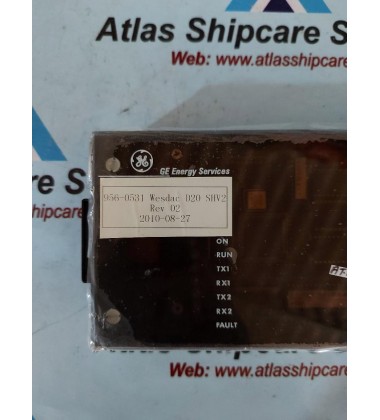 Atlas Shipcare S
Web: www.atlasshipcare
GE
GE Energy Services
956-0531 Wesdac D20 SHV2
Rev 02
2010-08-27
ON
RUN
TX1
RX1
TX2
RX2
FAULT
Web: www.atlasshipcare